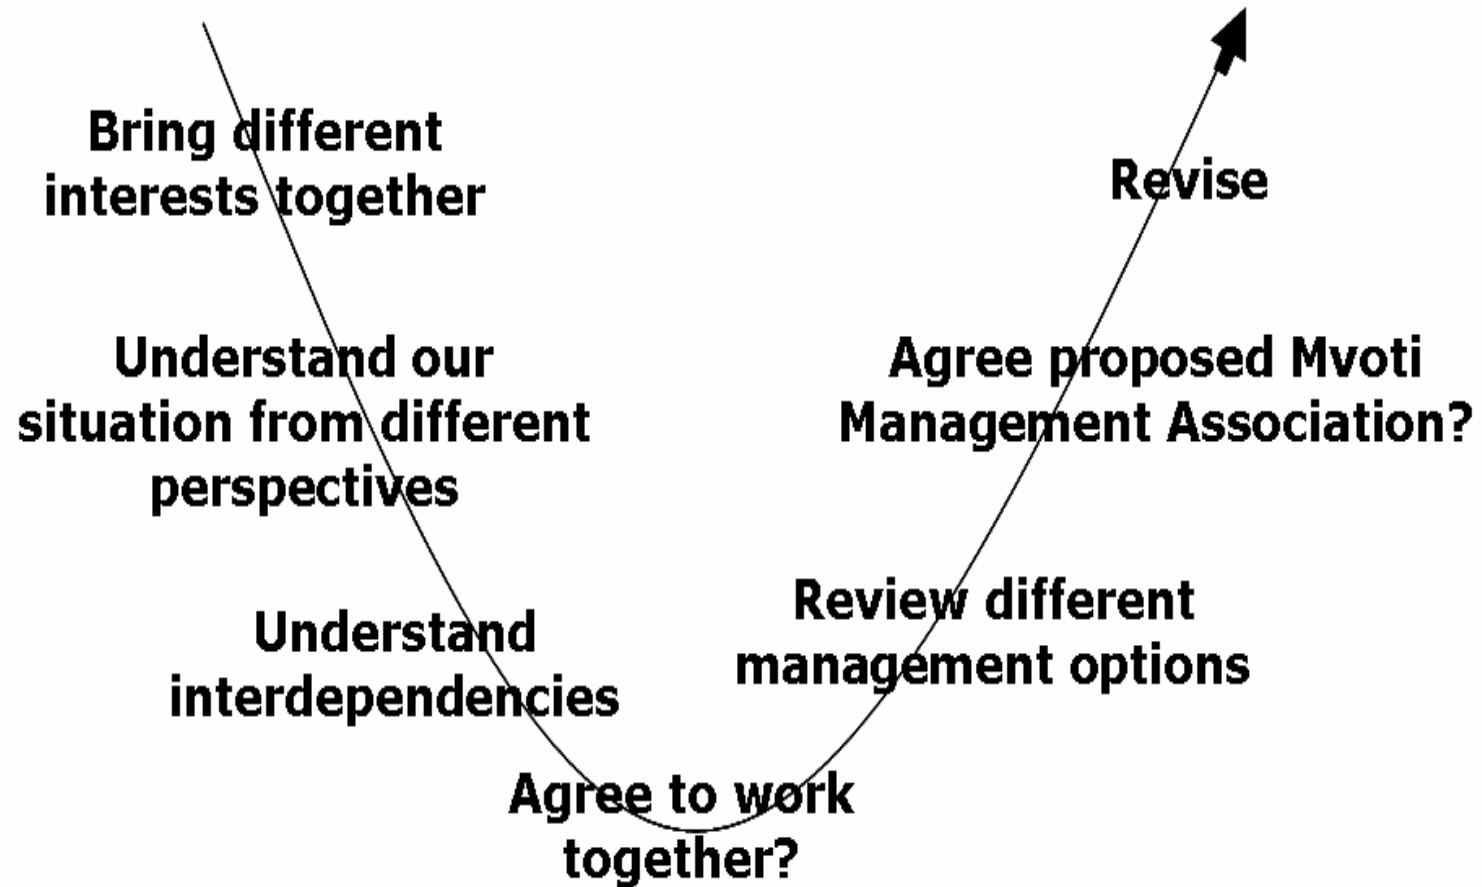 Bring different
interests together
Understand our
situation from different
perspectives
Understand
interdependencies
Agree to work
together?
Review different
management options
Agree proposed Mvoti
Management Association?
Revise